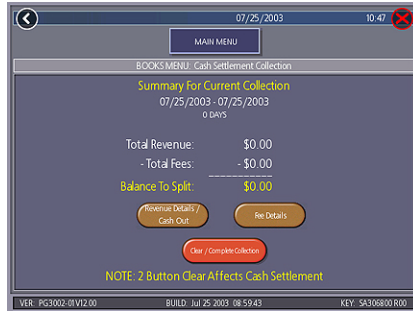 07/25/2003 10:47
MAIN MENU
BOOKS MENU: Cash Settlement Collection
Summary For Current Collection
07/25/2003 - 07/25/2003
0 DAYS
Total Revenue: $0.00
- Total Fees: - $0.00
Balance To Split: $0.00
Revenue Details /
Cash Out
Fee Details
Clear / Complete Collection
NOTE: 2 Button Clear Affects Cash Settlement
VER: PG3002-01V12.00 BUILD: Jul 25 2003 08:59:43 KEY: SA306800 R00